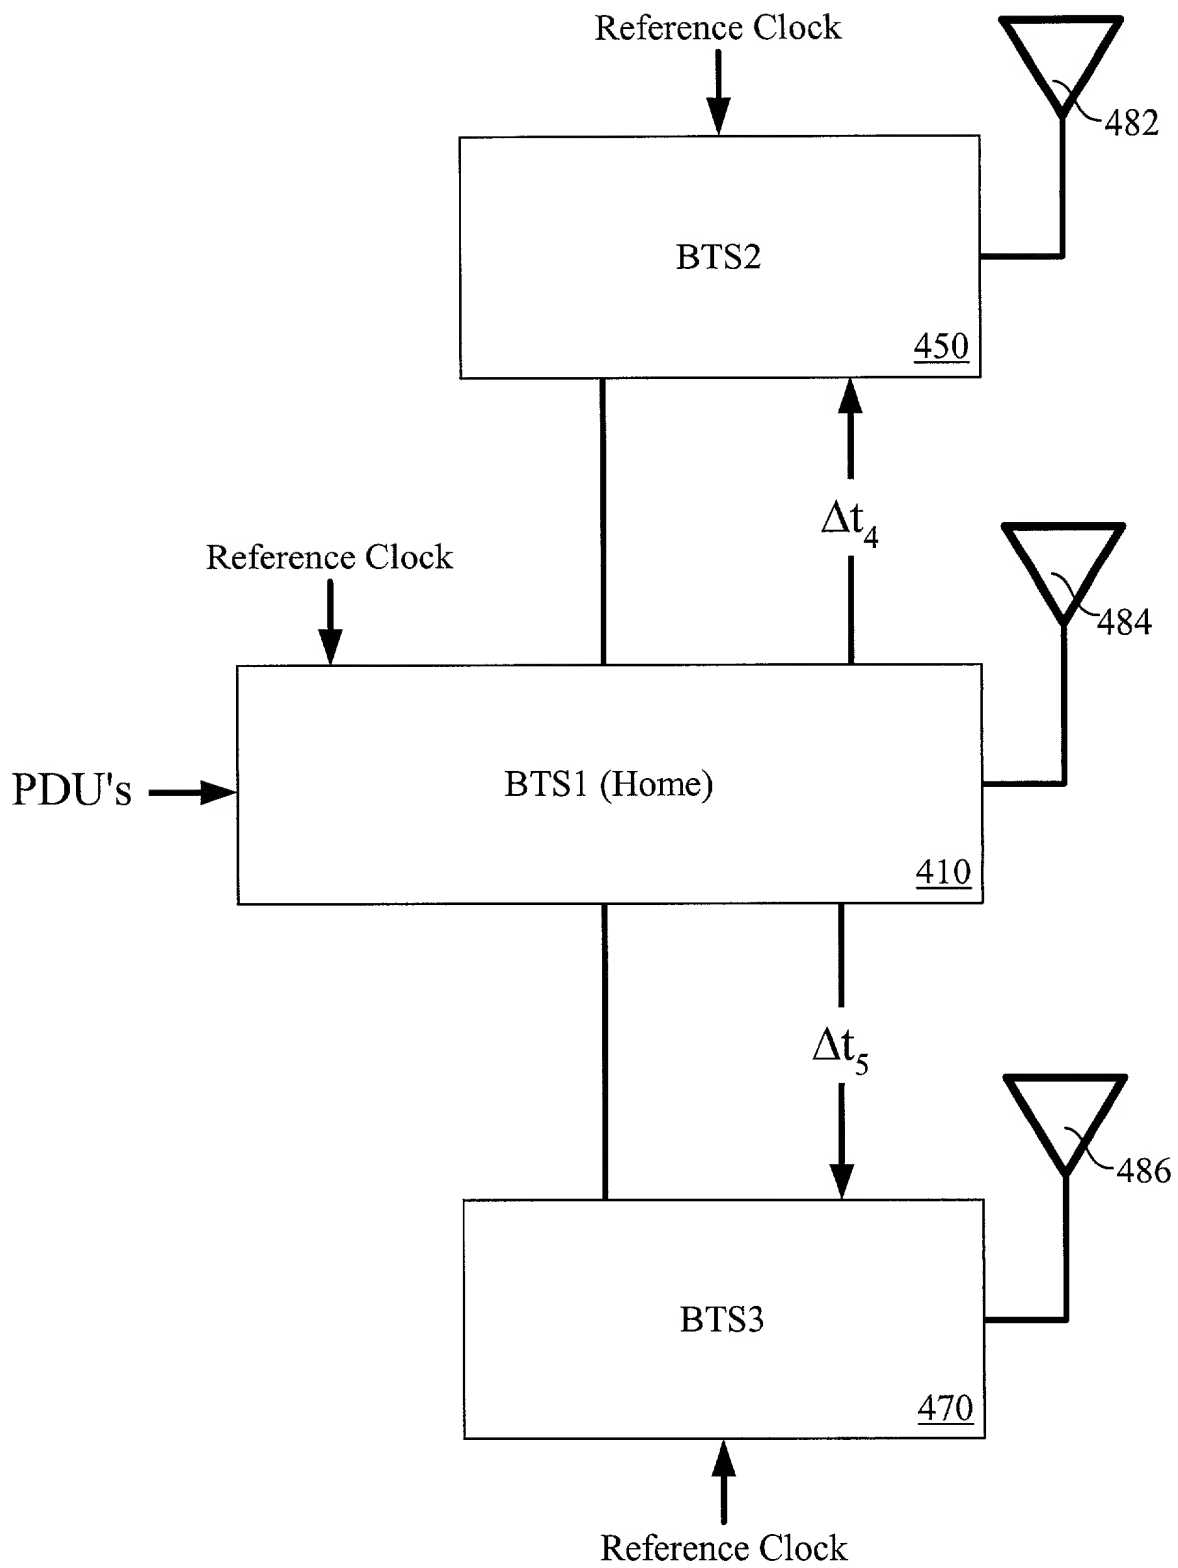 Reference Clock
482
BTS2
450
Δt4
Reference Clock
484
PDU's
BTS1 (Home)
410
Δt5
486
BTS3
470
Reference Clock